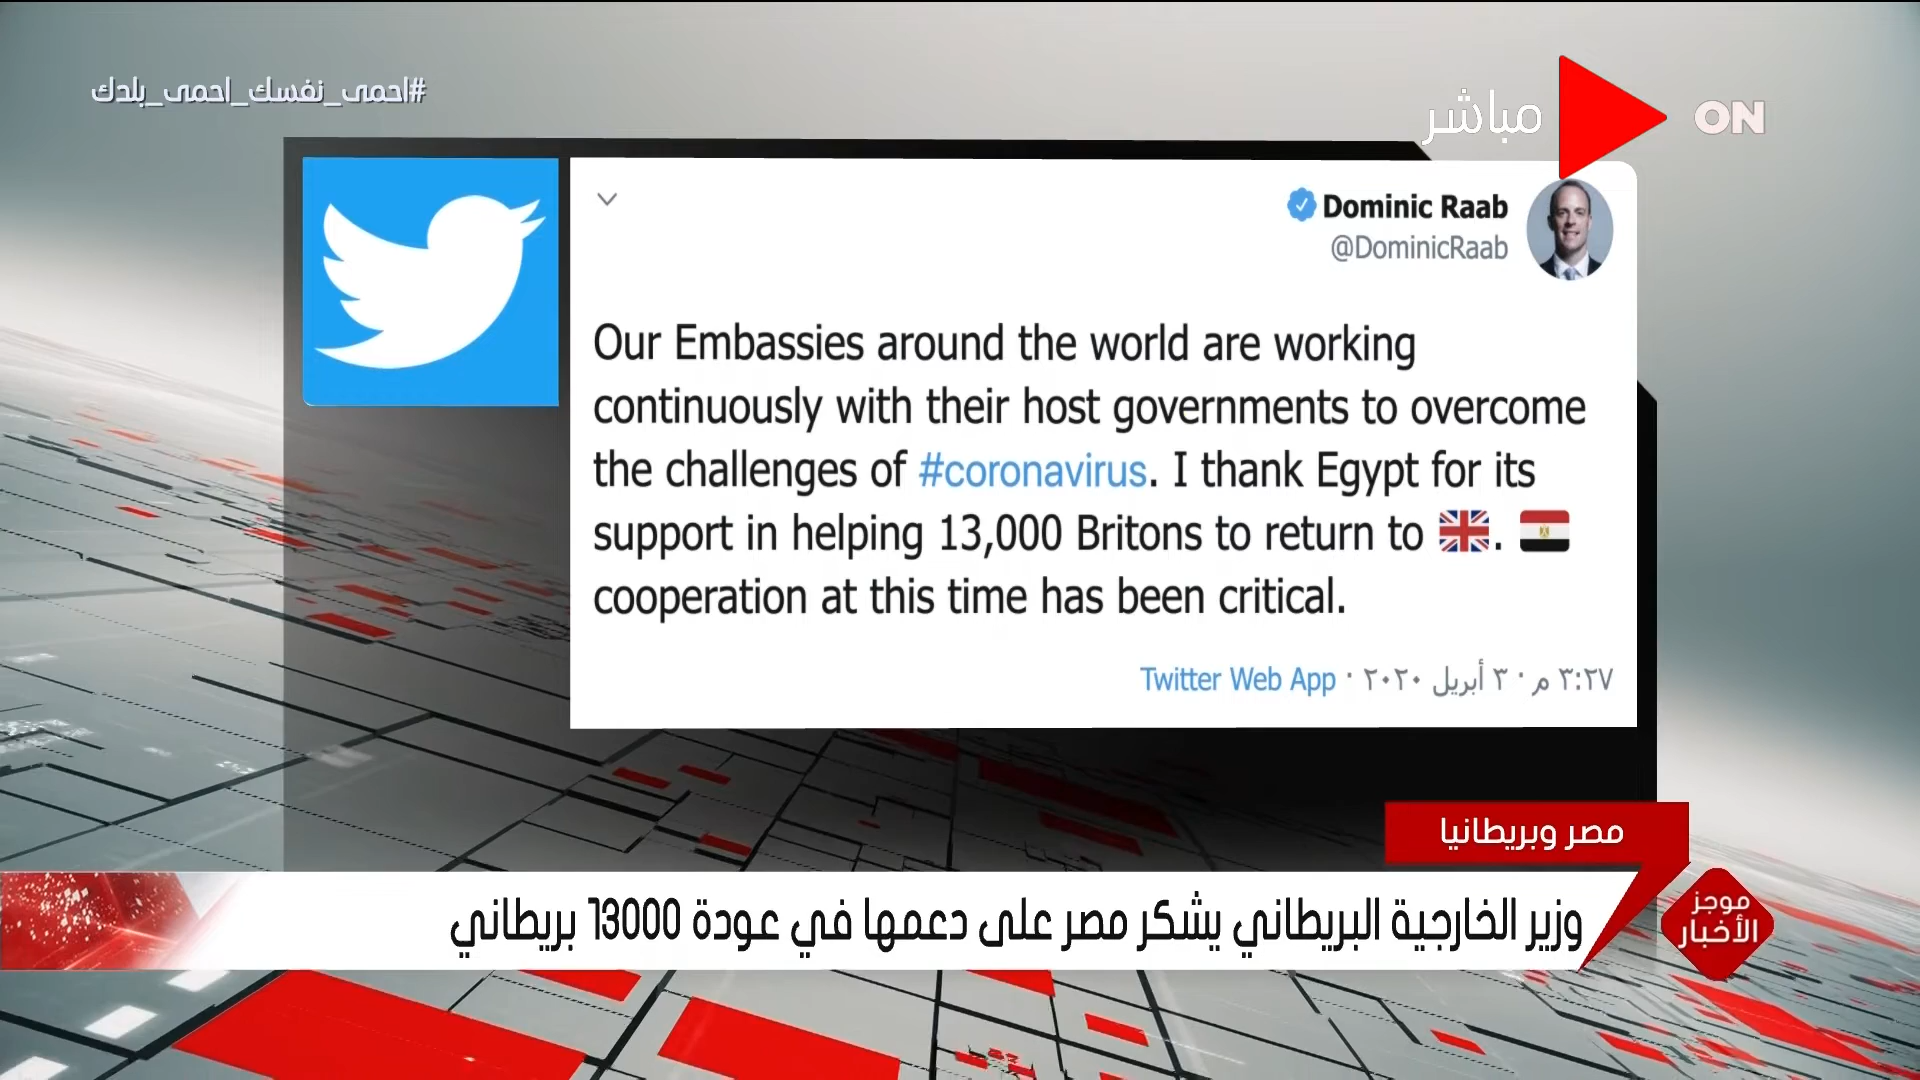 #احمى_نفسك_احمى_بلدك
مباشر
ON
Dominic Raab
@DominicRaab
Our Embassies around the world are working
continuously with their host governments to overcome
the challenges of #coronavirus. I thank Egypt for its
support in helping 13,000 Britons to return to 🇬🇧. 🇪🇬
cooperation at this time has been critical.
٣:٢٧ م · ٣ أبريل ٢٠٢٠ · Twitter Web App
مصر وبريطانيا
وزير الخارجية البريطاني يشكر مصر على دعمها في عودة 13000 بريطاني
موجز
الأخبار